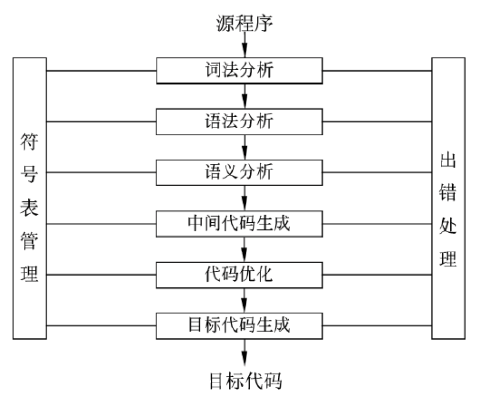 源程序
词法分析
语法分析
语义分析
中间代码生成
代码优化
目标代码生成
目标代码
符号表管理
出错处理